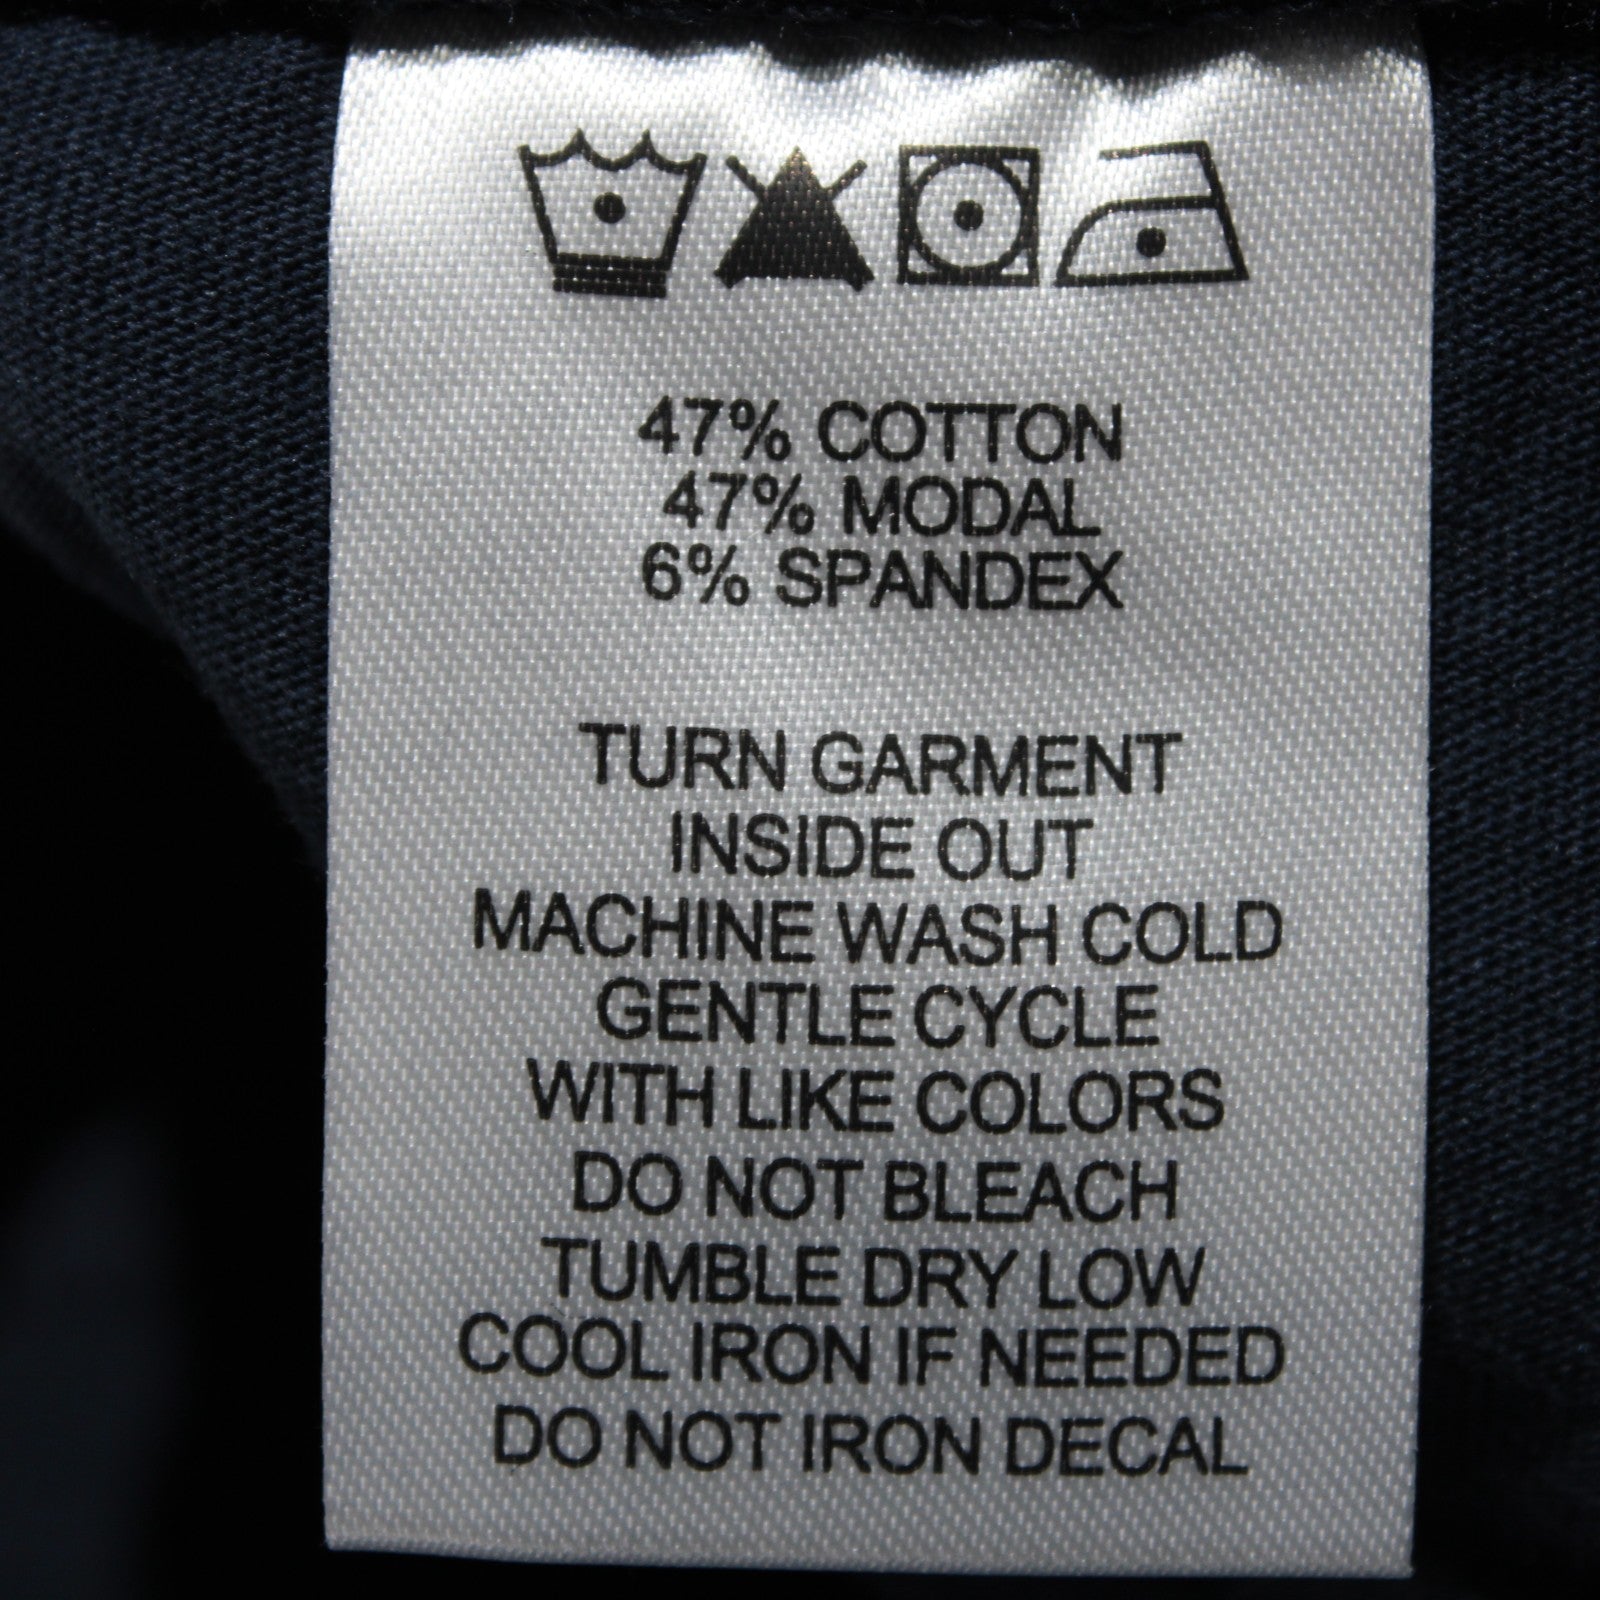 47% COTTON
47% MODAL
6% SPANDEX
TURN GARMENT
INSIDE OUT
MACHINE WASH COLD
GENTLE CYCLE
WITH LIKE COLORS
DO NOT BLEACH
TUMBLE DRY LOW
COOL IRON IF NEEDED
DO NOT IRON DECAL